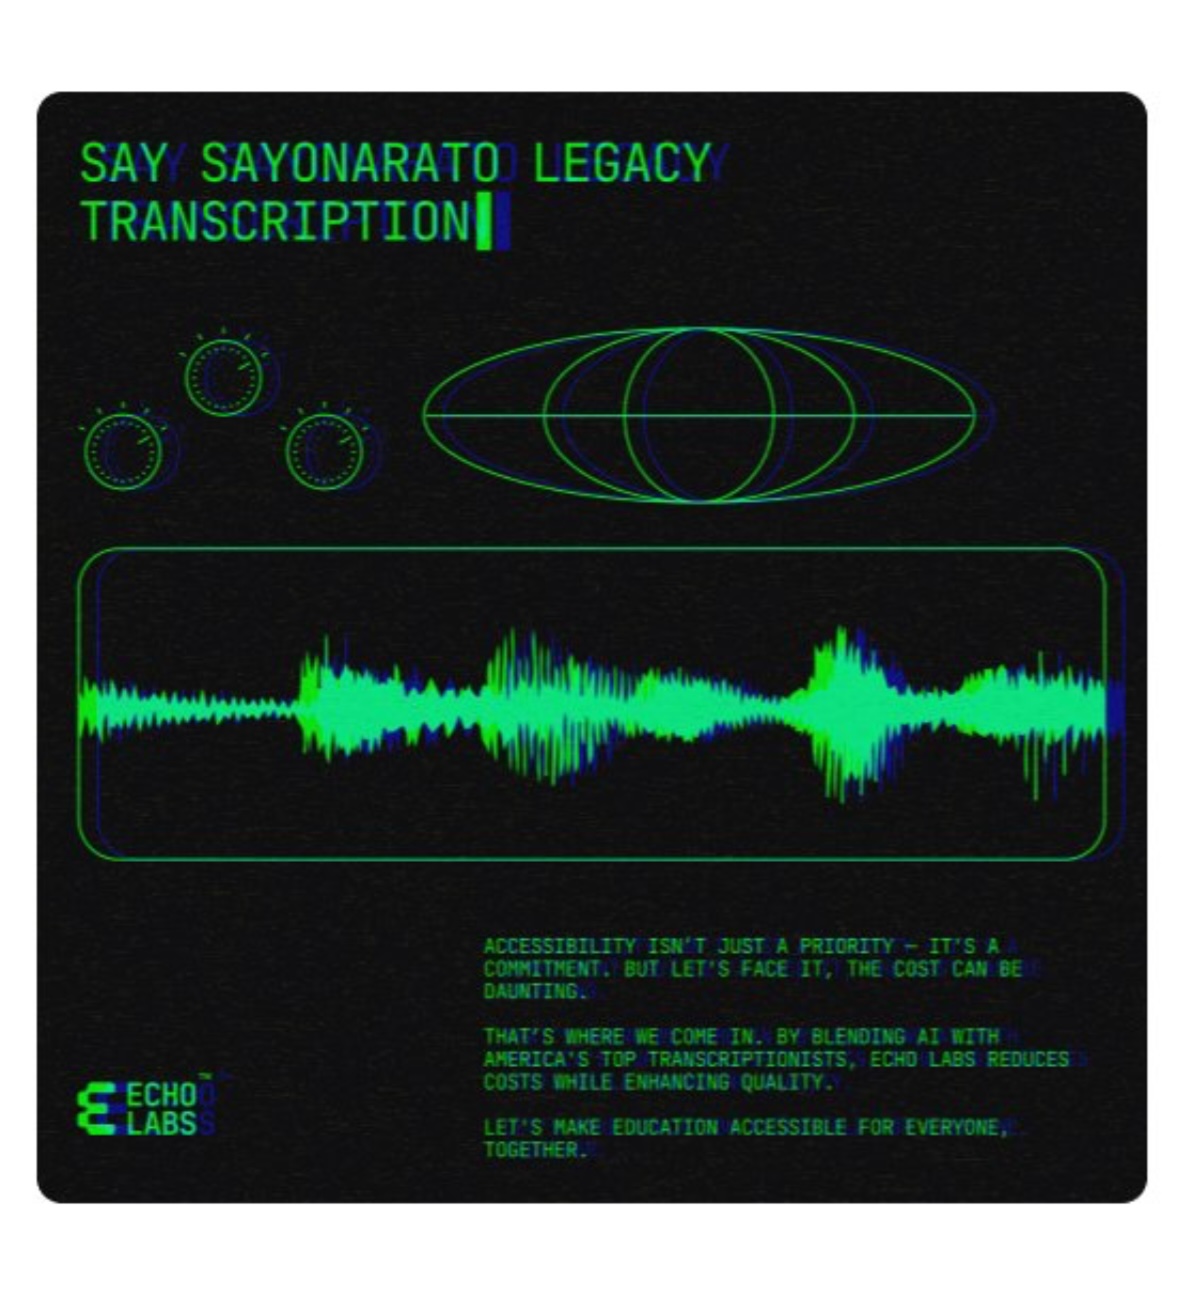 SAY SAYONARATO LEGACY
TRANSCRIPTION
ACCESSIBILITY ISN'T JUST A PRIORITY — IT'S A
COMMITMENT. BUT LET'S FACE IT, THE COST CAN BE
DAUNTING.
THAT'S WHERE WE COME IN. BY BLENDING AI WITH
AMERICA'S TOP TRANSCRIPTIONISTS, ECHO LABS REDUCES
COSTS WHILE ENHANCING QUALITY.
LET'S MAKE EDUCATION ACCESSIBLE FOR EVERYONE,
TOGETHER.
ECHO™
LABS